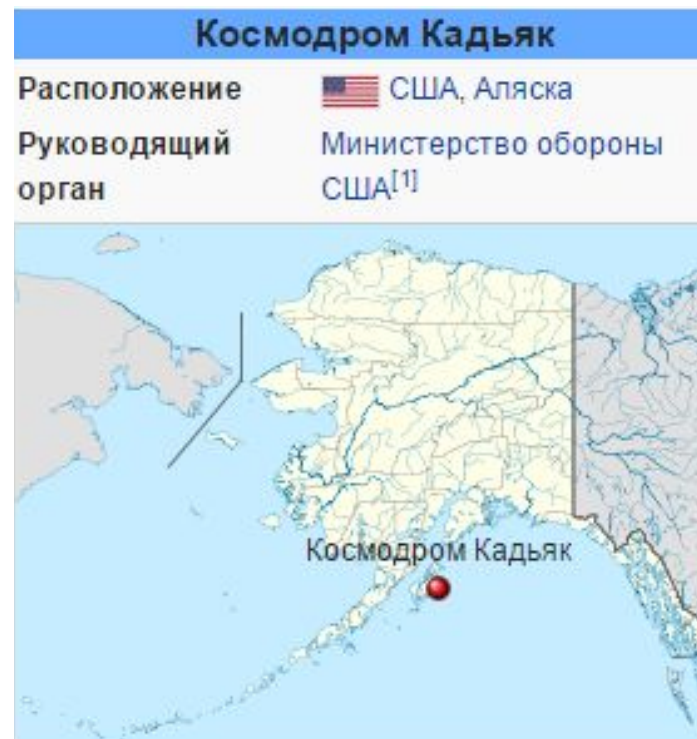 Космодром Кадьяк
Расположение США, Аляска
Руководящий Министерство обороны
орган США[1]
Космодром Кадьяк